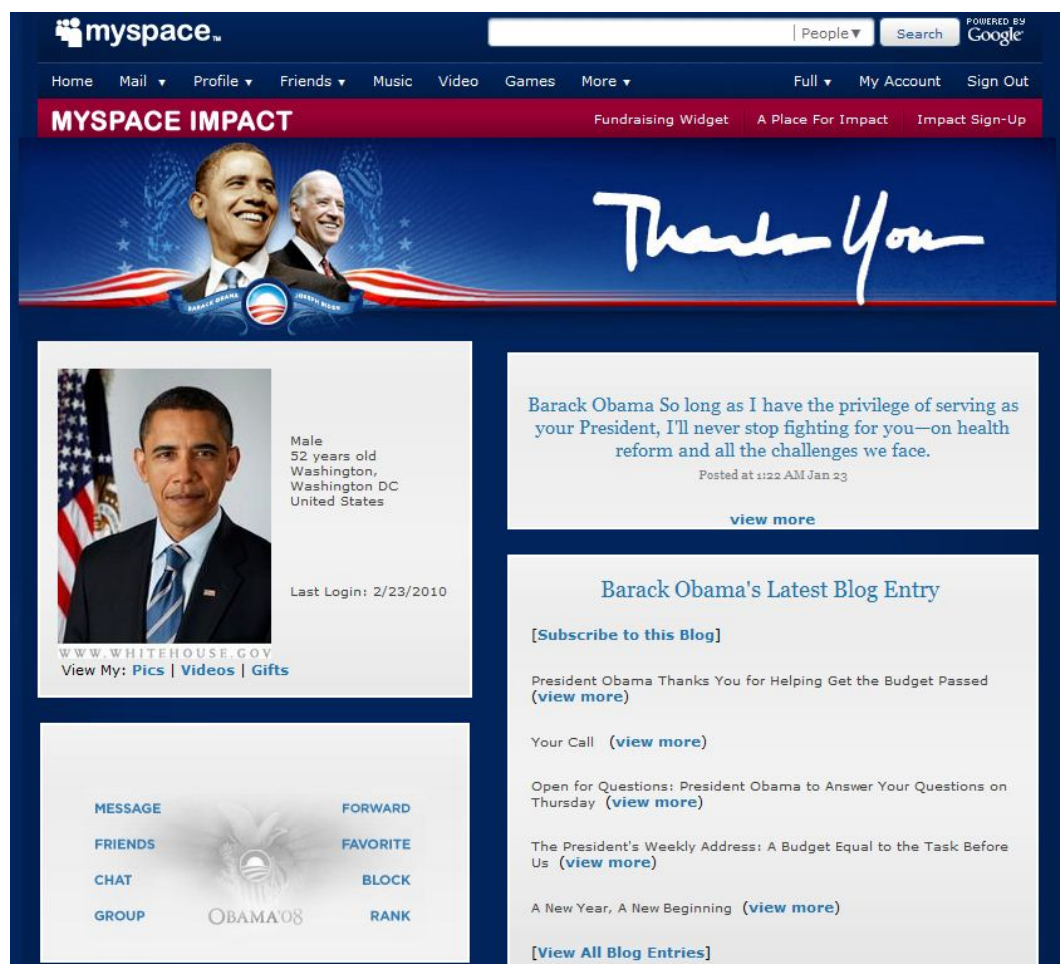 myspace™
People▼ Search POWERED BY Google
Home Mail ▼ Profile ▼ Friends ▼ Music Video Games More ▼ Full ▼ My Account Sign Out
MYSPACE IMPACT Fundraising Widget A Place For Impact Impact Sign-Up
Thank You
BARACK OBAMA JOSEPH BIDEN
Male
52 years old
Washington,
Washington DC
United States
Last Login: 2/23/2010
WWW.WHITEHOUSE.GOV
View My: Pics | Videos | Gifts
MESSAGE FORWARD
FRIENDS FAVORITE
CHAT BLOCK
GROUP OBAMA'08 RANK
Barack Obama So long as I have the privilege of serving as
your President, I'll never stop fighting for you—on health
reform and all the challenges we face.
Posted at 1:22 AM Jan 23
view more
Barack Obama's Latest Blog Entry
[Subscribe to this Blog]
President Obama Thanks You for Helping Get the Budget Passed
(view more)
Your Call (view more)
Open for Questions: President Obama to Answer Your Questions on
Thursday (view more)
The President's Weekly Address: A Budget Equal to the Task Before
Us (view more)
A New Year, A New Beginning (view more)
[View All Blog Entries]